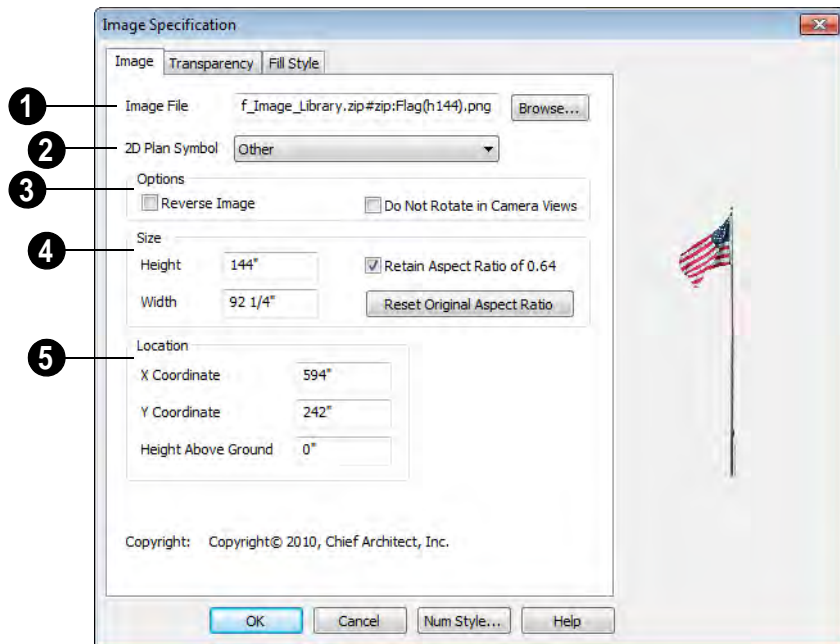 Image Specification
Image Transparency Fill Style
1 Image File f_Image_Library.zip#zip:Flag(h144).png Browse...
2 2D Plan Symbol Other
3 Options
Reverse Image Do Not Rotate in Camera Views
4 Size
Height 144" Retain Aspect Ratio of 0.64
Width 92 1/4" Reset Original Aspect Ratio
5 Location
X Coordinate 594"
Y Coordinate 242"
Height Above Ground 0"
Copyright: Copyright© 2010, Chief Architect, Inc.
OK Cancel Num Style... Help